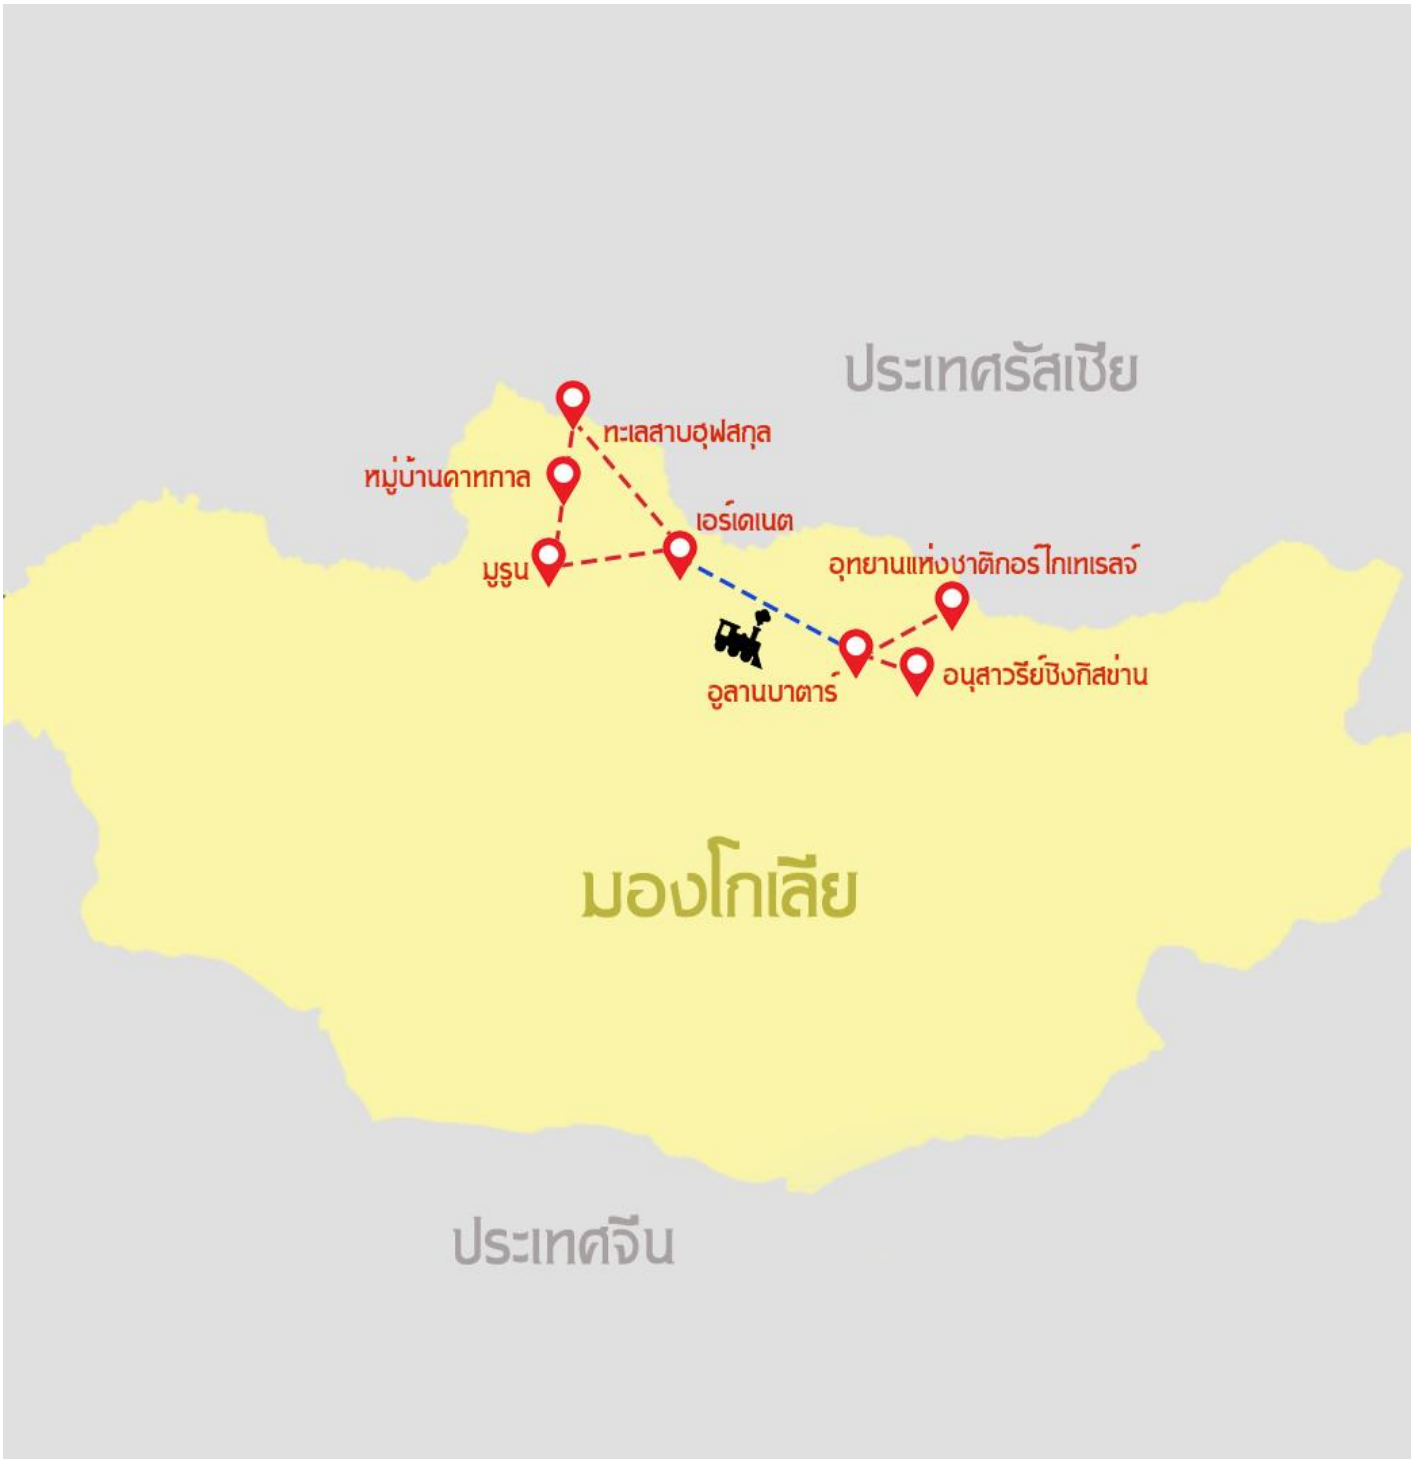 ประเทศรัสเซีย
ทะเลสาบฮุฟสกุล
หมู่บ้านคาทกาล
เอร์เดเนต
มูรูน
อุทยานแห่งชาติกอร์ไกเทเรลจ์
อูลานบาตาร์
อนุสาวรีย์ชิงกิสข่าน
มองโกเลีย
ประเทศจีน